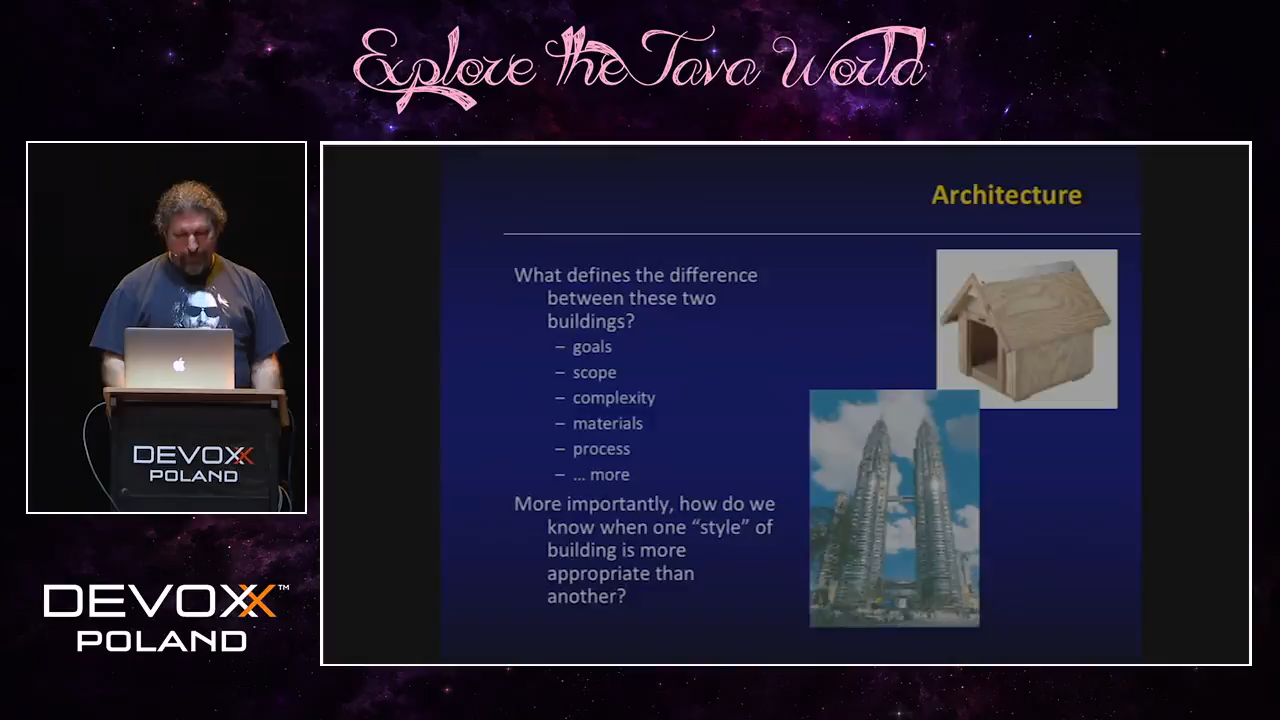 Explore the Java World
Architecture
What defines the difference
between these two
buildings?
– goals
– scope
– complexity
– materials
– process
– ... more
More importantly, how do we
know when one “style” of
building is more
appropriate than
another?
DEVOXX
POLAND
DEVOXX™
POLAND